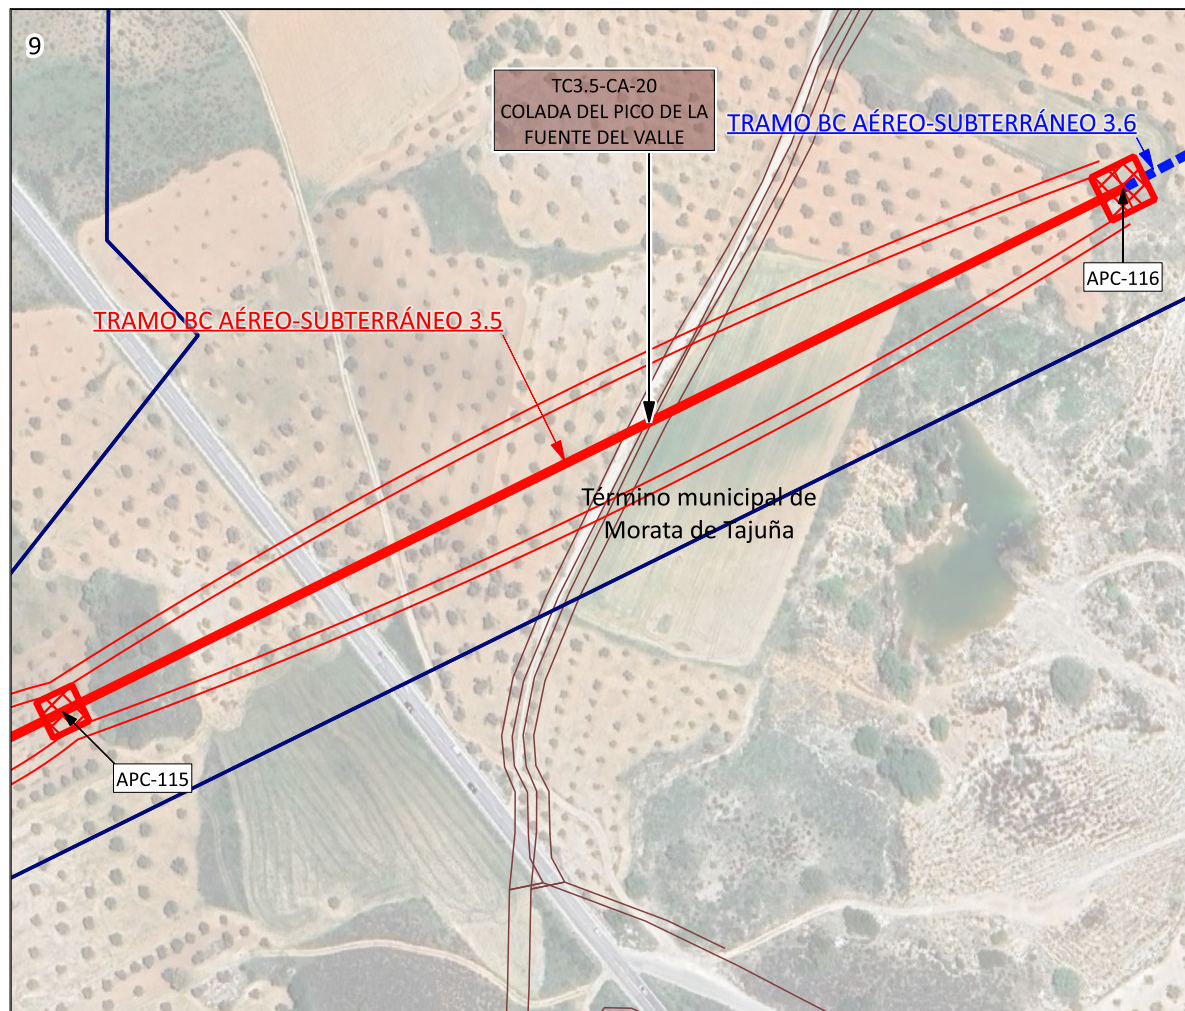 9
TC3.5-CA-20
COLADA DEL PICO DE LA
FUENTE DEL VALLE
TRAMO BC AÉREO-SUBTERRÁNEO 3.6
APC-116
TRAMO BC AÉREO-SUBTERRÁNEO 3.5
Término municipal de
Morata de Tajuña
APC-115